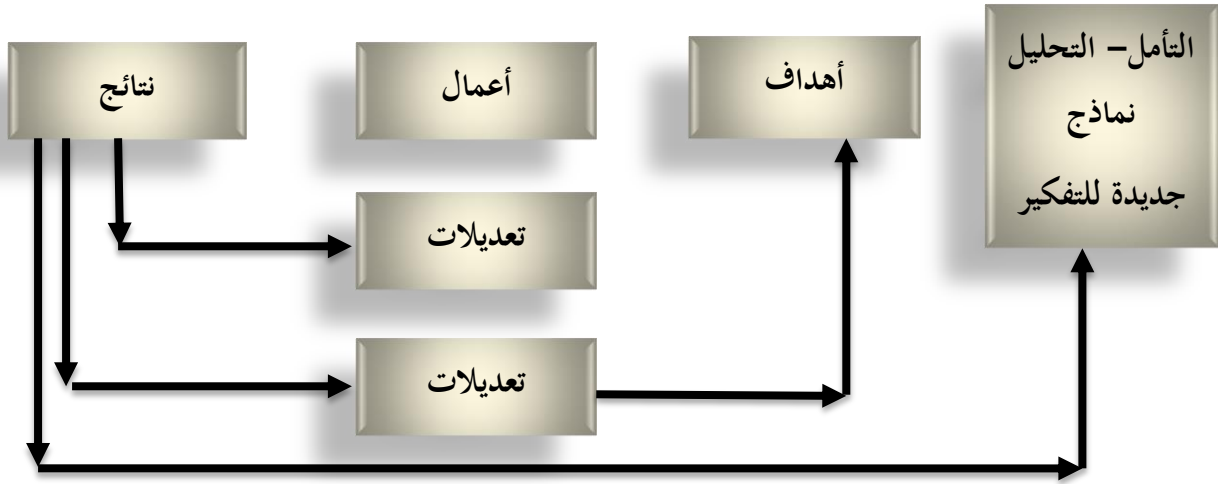 التأمل– التحليل
نماذج
جديدة للتفكير
أهداف
أعمال
نتائج
تعديلات
تعديلات